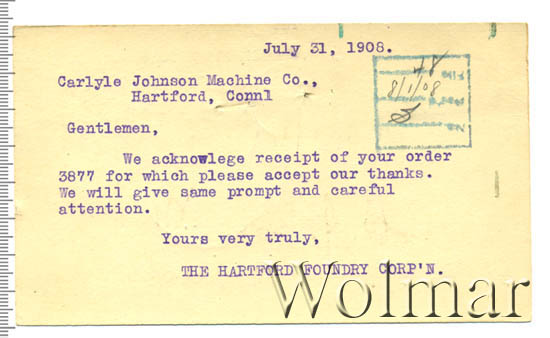 July 31, 1908.
Carlyle Johnson Machine Co.,
Hartford, Connl
Gentlemen,
We acknowlege receipt of your order
3877 for which please accept our thanks.
We will give same prompt and careful
attention.
Yours very truly,
THE HARTFORD FOUNDRY CORP'N.
8/1/08
Wolmar